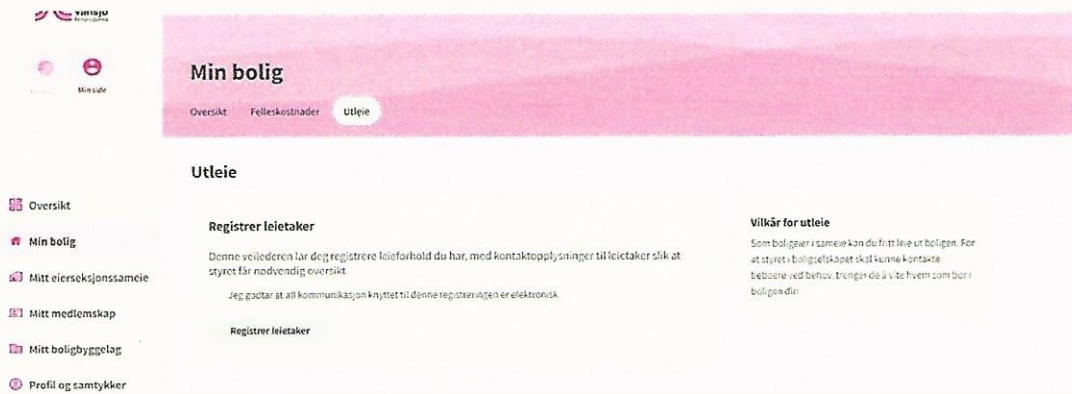 vansjø
Min side
Min bolig
Oversikt
Felleskostnader
Utleie
Utleie
Oversikt
Min bolig
Mitt eierseksjonssameie
Mitt medlemskap
Mitt boligbyggelag
Profil og samtykker
Registrer leietaker
Denne veilederen lar deg registrere leieforhold du har, med kontaktopplysninger til leietaker slik at
styret får nødvendig oversikt
Jeg godtar at all kommunikasjon knyttet til denne registreringen er elektronisk
Registrer leietaker
Vilkår for utleie
Som boligeier i sameie kan du fritt leie ut boligen. For
at styret i boligselskapet skal kunne kontakte
beboere ved behov, trenger de å vite hvem som bor i
boligen din